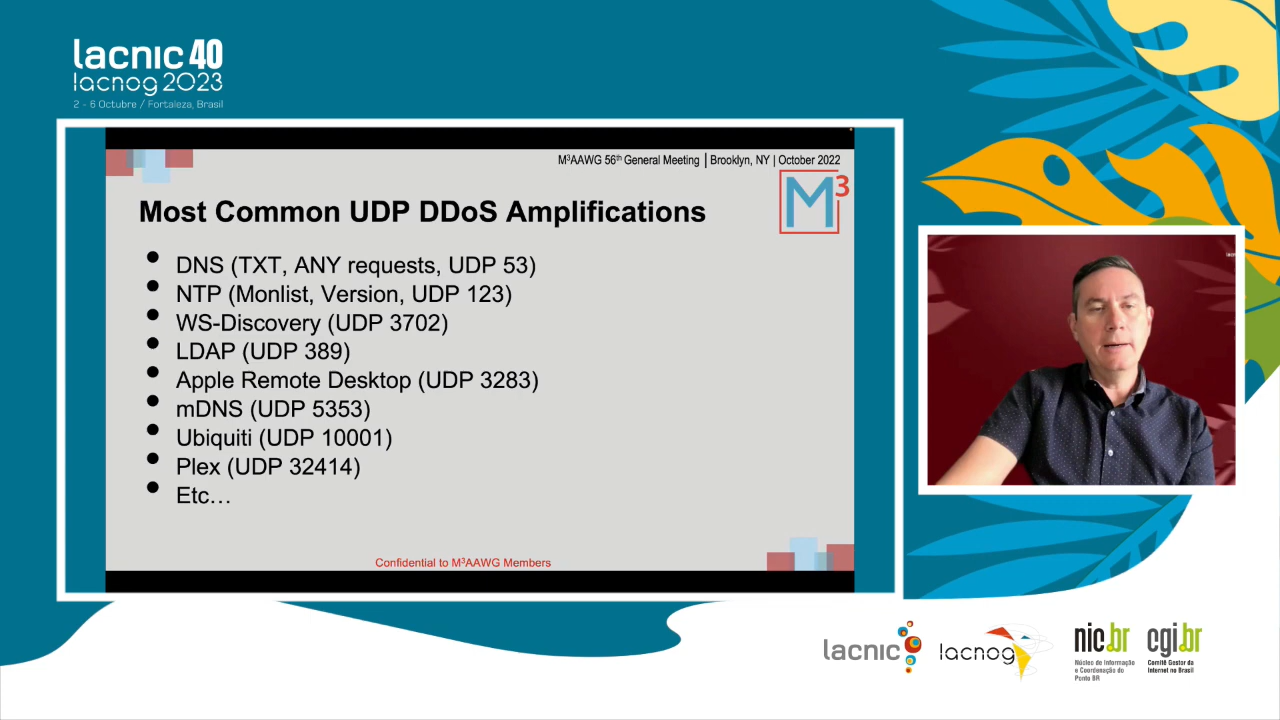 lacnic 40
lacnog 2023
2 - 6 Octubre / Fortaleza, Brasil
M³AAWG 56th General Meeting | Brooklyn, NY | October 2022
M3
Most Common UDP DDoS Amplifications
• DNS (TXT, ANY requests, UDP 53)
• NTP (Monlist, Version, UDP 123)
• WS-Discovery (UDP 3702)
• LDAP (UDP 389)
• Apple Remote Desktop (UDP 3283)
• mDNS (UDP 5353)
• Ubiquiti (UDP 10001)
• Plex (UDP 32414)
• Etc…
Confidential to M³AAWG Members
lacnic
lacnog
nic.br
Núcleo de Informação
e Coordenação do
Ponto BR
cgi.br
Comitê Gestor da
Internet no Brasil